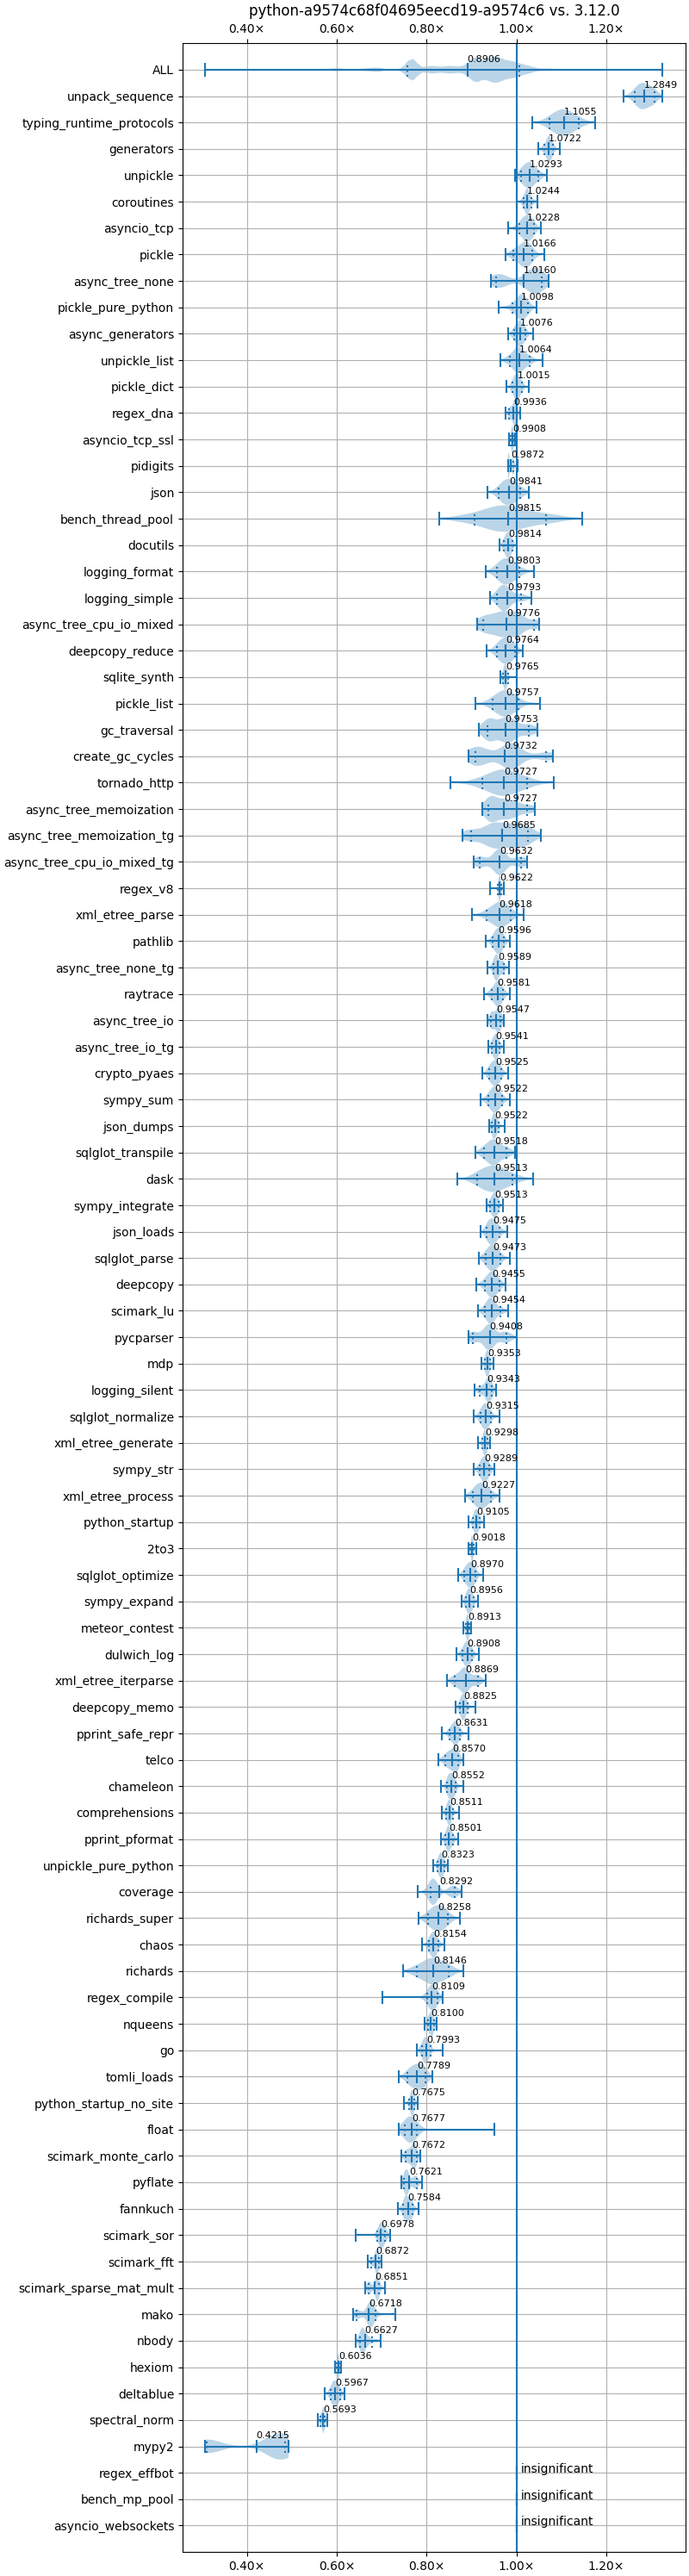 python-a9574c68f04695eecd19-a9574c6 vs. 3.12.0
0.40× 0.60× 0.80× 1.00× 1.20×
ALL 0.8906
unpack_sequence 1.2849
typing_runtime_protocols 1.1055
generators 1.0722
unpickle 1.0293
coroutines 1.0244
asyncio_tcp 1.0228
pickle 1.0166
async_tree_none 1.0160
pickle_pure_python 1.0098
async_generators 1.0076
unpickle_list 1.0064
pickle_dict 1.0015
regex_dna 0.9936
asyncio_tcp_ssl 0.9908
pidigits 0.9872
json 0.9841
bench_thread_pool 0.9815
docutils 0.9814
logging_format 0.9803
logging_simple 0.9793
async_tree_cpu_io_mixed 0.9776
deepcopy_reduce 0.9764
sqlite_synth 0.9765
pickle_list 0.9757
gc_traversal 0.9753
create_gc_cycles 0.9732
tornado_http 0.9727
async_tree_memoization 0.9727
async_tree_memoization_tg 0.9685
async_tree_cpu_io_mixed_tg 0.9632
regex_v8 0.9622
xml_etree_parse 0.9618
pathlib 0.9596
async_tree_none_tg 0.9589
raytrace 0.9581
async_tree_io 0.9547
async_tree_io_tg 0.9541
crypto_pyaes 0.9525
sympy_sum 0.9522
json_dumps 0.9522
sqlglot_transpile 0.9518
dask 0.9513
sympy_integrate 0.9513
json_loads 0.9475
sqlglot_parse 0.9473
deepcopy 0.9455
scimark_lu 0.9454
pycparser 0.9408
mdp 0.9353
logging_silent 0.9343
sqlglot_normalize 0.9315
xml_etree_generate 0.9298
sympy_str 0.9289
xml_etree_process 0.9227
python_startup 0.9105
2to3 0.9018
sqlglot_optimize 0.8970
sympy_expand 0.8956
meteor_contest 0.8913
dulwich_log 0.8908
xml_etree_iterparse 0.8869
deepcopy_memo 0.8825
pprint_safe_repr 0.8631
telco 0.8570
chameleon 0.8552
comprehensions 0.8511
pprint_pformat 0.8501
unpickle_pure_python 0.8323
coverage 0.8292
richards_super 0.8258
chaos 0.8154
richards 0.8146
regex_compile 0.8109
nqueens 0.8100
go 0.7993
tomli_loads 0.7789
python_startup_no_site 0.7675
float 0.7677
scimark_monte_carlo 0.7672
pyflate 0.7621
fannkuch 0.7584
scimark_sor 0.6978
scimark_fft 0.6872
scimark_sparse_mat_mult 0.6851
mako 0.6718
nbody 0.6627
hexiom 0.6036
deltablue 0.5967
spectral_norm 0.5693
mypy2 0.4215
regex_effbot insignificant
bench_mp_pool insignificant
asyncio_websockets insignificant
0.40× 0.60× 0.80× 1.00× 1.20×